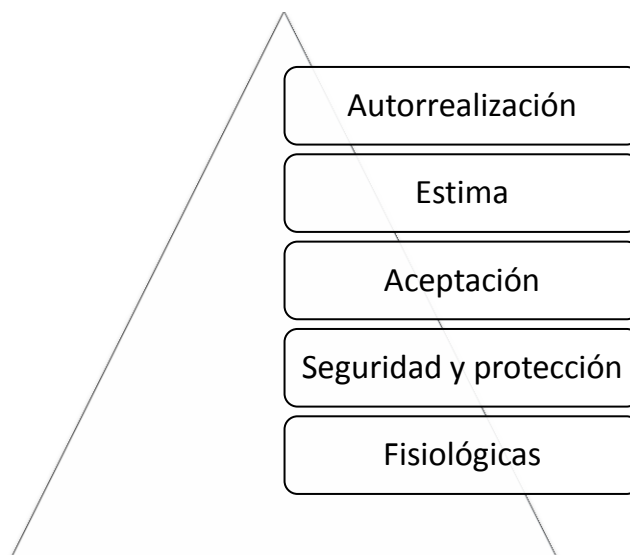 Autorrealización
Estima
Aceptación
Seguridad y protección
Fisiológicas